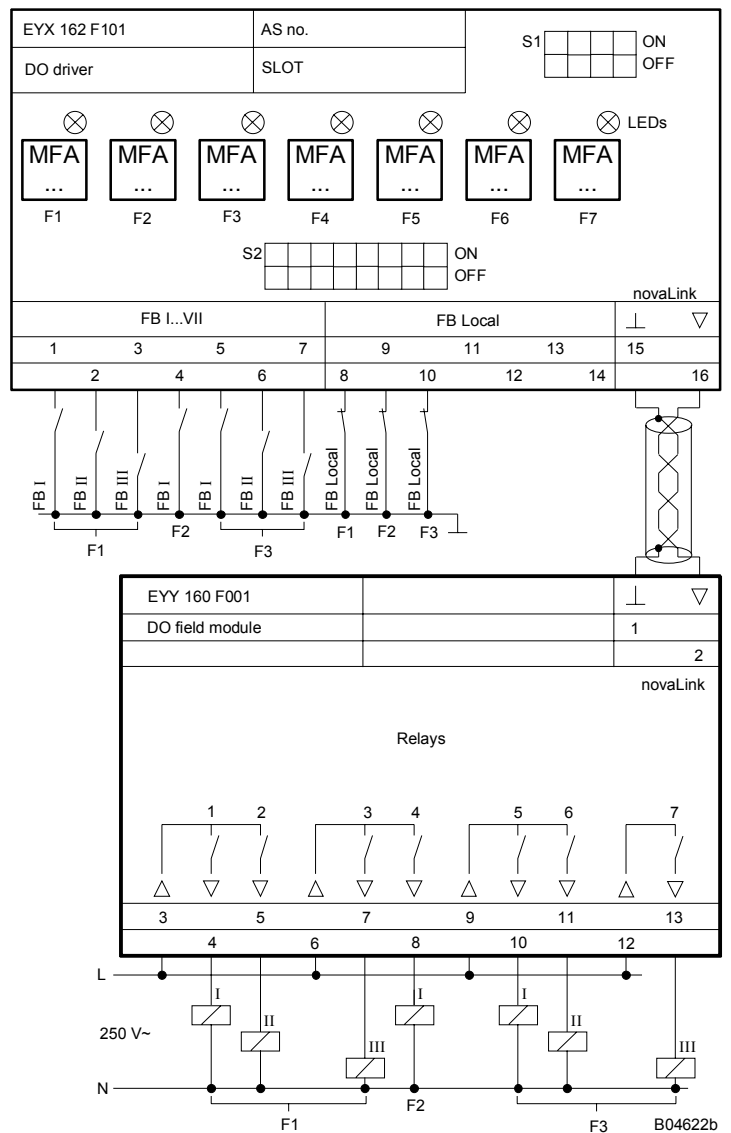 EYX 162 F101 AS no. S1 ON
DO driver SLOT OFF
LEDs
MFA MFA MFA MFA MFA MFA MFA
... ... ... ... ... ... ...
F1 F2 F3 F4 F5 F6 F7
S2 ON
OFF
novaLink
FB I...VII FB Local
1 3 5 7 9 11 13 15
2 4 6 8 10 12 14 16
FB I FB II FB III FB I FB I FB II FB III FB Local FB Local FB Local
F2 F1 F2 F3
F1 F3
EYY 160 F001
DO field module 1
2
novaLink
Relays
1 2 3 4 5 6 7
3 5 7 9 11 13
4 6 8 10 12
L
I I I
250 V~ II II
III III
N
F1 F2 F3 B04622b